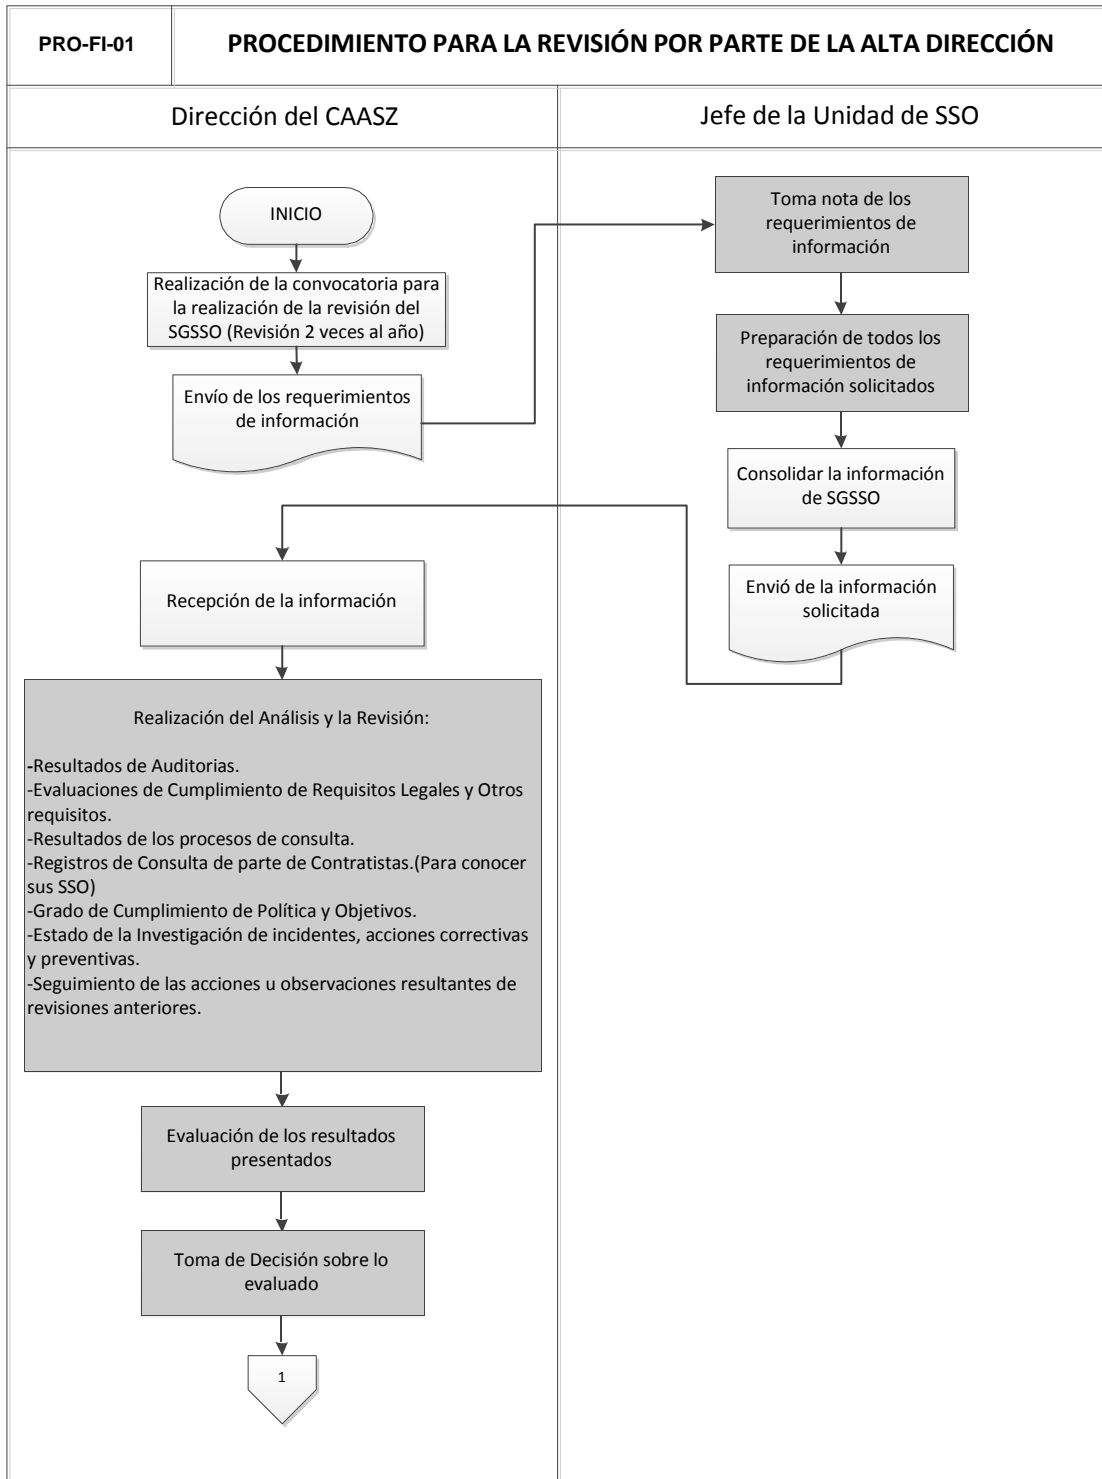 PRO-FI-01
PROCEDIMIENTO PARA LA REVISIÓN POR PARTE DE LA ALTA DIRECCIÓN
Dirección del CAASZ
Jefe de la Unidad de SSO
INICIO
Realización de la convocatoria para
la realización de la revisión del
SGSSO (Revisión 2 veces al año)
Envío de los requerimientos
de información
Toma nota de los
requerimientos de
información
Preparación de todos los
requerimientos de
información solicitados
Consolidar la información
de SGSSO
Envió de la información
solicitada
Recepción de la información
Realización del Análisis y la Revisión:
-Resultados de Auditorias.
-Evaluaciones de Cumplimiento de Requisitos Legales y Otros
requisitos.
-Resultados de los procesos de consulta.
-Registros de Consulta de parte de Contratistas.(Para conocer
sus SSO)
-Grado de Cumplimiento de Política y Objetivos.
-Estado de la Investigación de incidentes, acciones correctivas
y preventivas.
-Seguimiento de las acciones u observaciones resultantes de
revisiones anteriores.
Evaluación de los resultados
presentados
Toma de Decisión sobre lo
evaluado
1